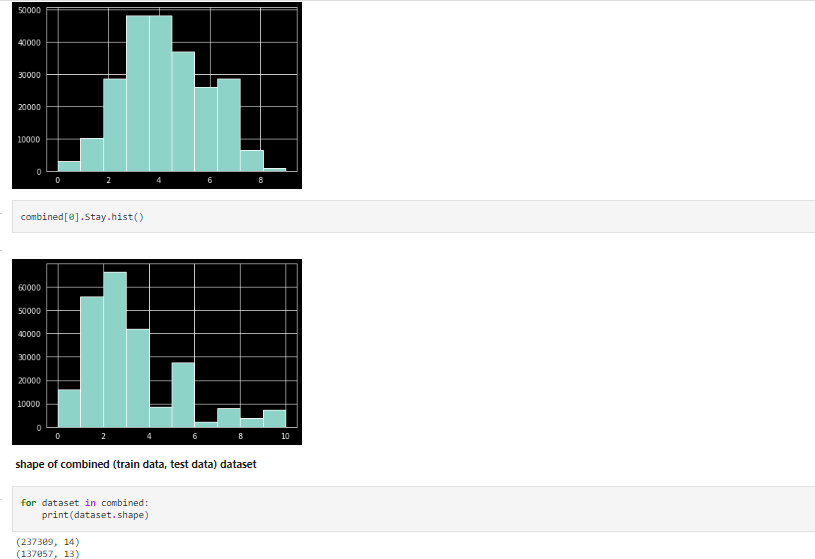 50000
40000
30000
20000
10000
0
0 2 4 6 8
combined[0].Stay.hist()
60000
50000
40000
30000
20000
10000
0
0 2 4 6 8 10
shape of combined (train data, test data) dataset
for dataset in combined:
    print(dataset.shape)
(237309, 14)
(137057, 13)